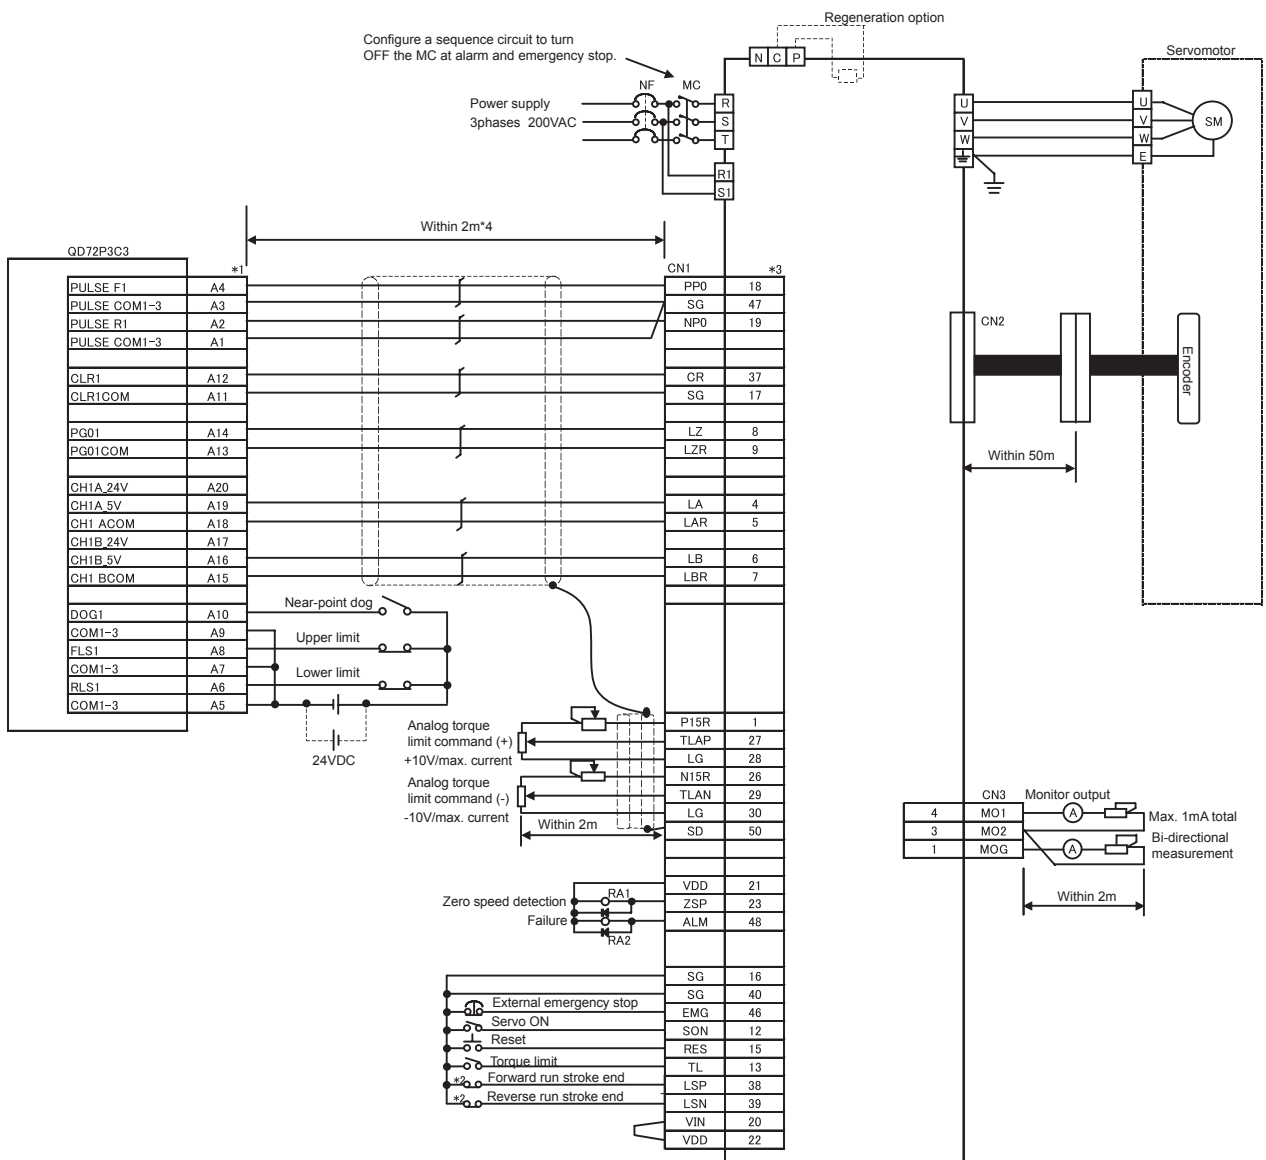 Regeneration option
Configure a sequence circuit to turn
OFF the MC at alarm and emergency stop.
N C P
Servomotor
NF MC
Power supply
3phases 200VAC
R
S
T
R1
S1
U
V
W
U
V
W
E
SM
Within 2m*4
QD72P3C3
*1
CN1 *3
PULSE F1 A4 PP0 18
PULSE COM1-3 A3 SG 47
PULSE R1 A2 NP0 19
PULSE COM1-3 A1
CLR1 A12 CR 37
CLR1COM A11 SG 17
PG01 A14 LZ 8
PG01COM A13 LZR 9
CH1A_24V A20
CH1A_5V A19 LA 4
CH1 ACOM A18 LAR 5
CH1B_24V A17
CH1B_5V A16 LB 6
CH1 BCOM A15 LBR 7
DOG1 A10 Near-point dog
COM1-3 A9
FLS1 A8 Upper limit
COM1-3 A7
RLS1 A6 Lower limit
COM1-3 A5
24VDC
CN2
Encoder
Within 50m
Analog torque
limit command (+)
+10V/max. current
Analog torque
limit command (-)
-10V/max. current
Within 2m
P15R 1
TLAP 27
LG 28
N15R 26
TLAN 29
LG 30
SD 50
CN3 Monitor output
4 MO1 A Max. 1mA total
3 MO2
1 MOG A Bi-directional
measurement
Within 2m
VDD 21
Zero speed detection RA1 ZSP 23
Failure ALM 48
RA2
SG 16
SG 40
External emergency stop EMG 46
Servo ON SON 12
Reset RES 15
Torque limit TL 13
*2 Forward run stroke end LSP 38
*2 Reverse run stroke end LSN 39
VIN 20
VDD 22